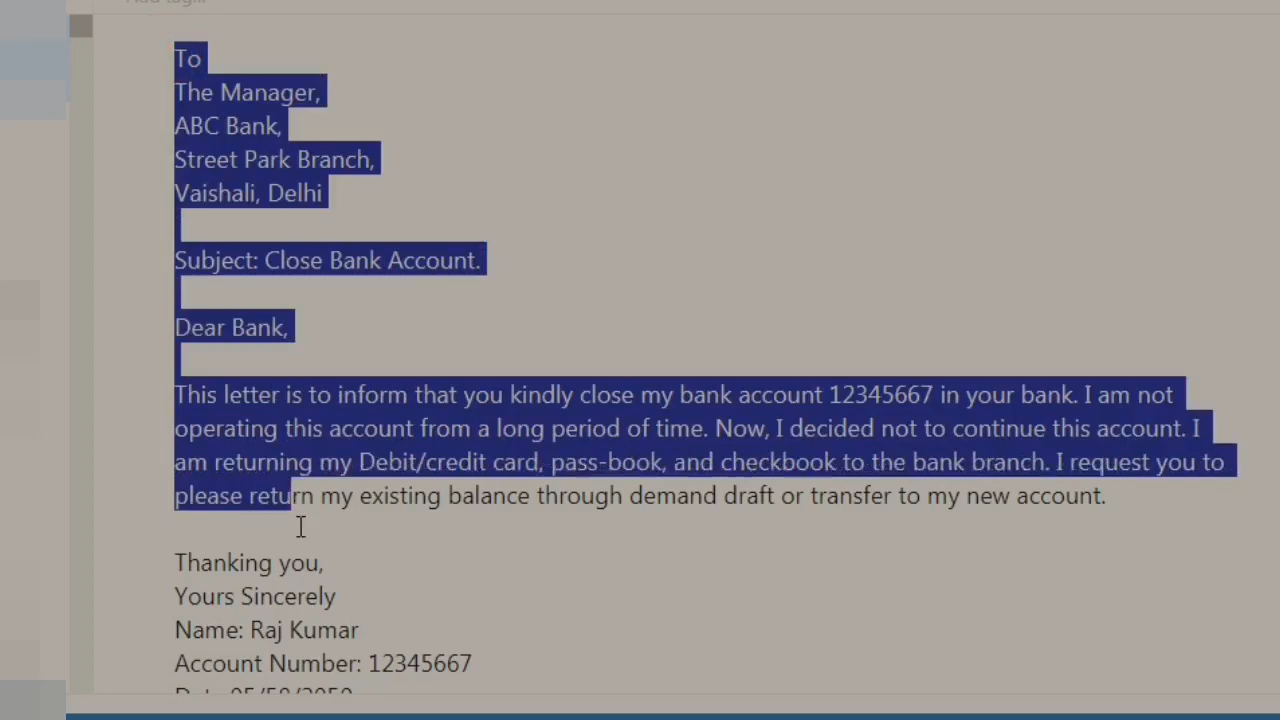 To
The Manager,
ABC Bank,
Street Park Branch,
Vaishali, Delhi
Subject: Close Bank Account.
Dear Bank,
This letter is to inform that you kindly close my bank account 12345667 in your bank. I am not
operating this account from a long period of time. Now, I decided not to continue this account. I
am returning my Debit/credit card, pass-book, and checkbook to the bank branch. I request you to
please return my existing balance through demand draft or transfer to my new account.
Thanking you,
Yours Sincerely
Name: Raj Kumar
Account Number: 12345667